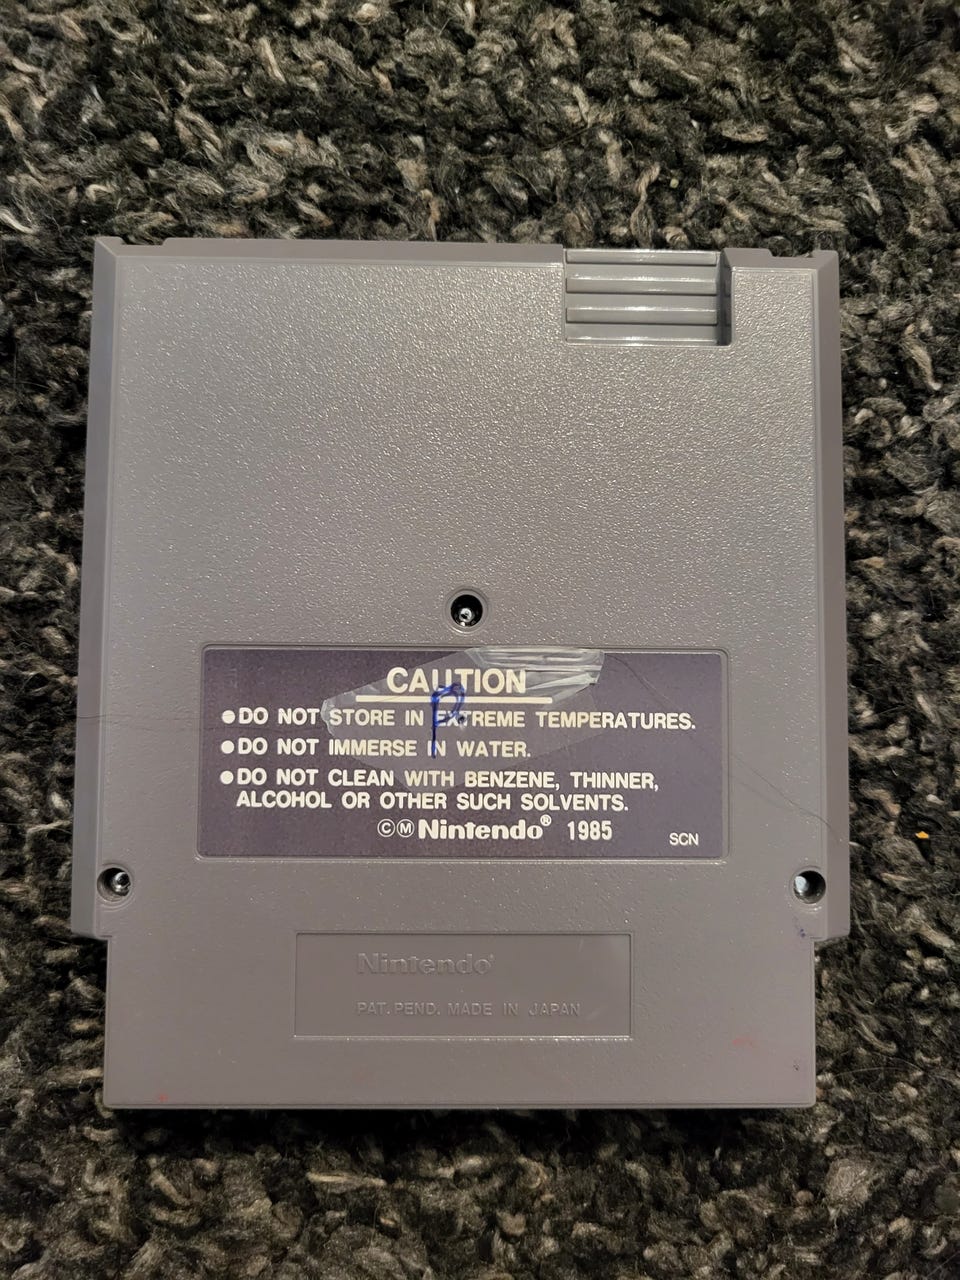 CAUTION
●DO NOT STORE IN EXTREME TEMPERATURES.
●DO NOT IMMERSE IN WATER.
●DO NOT CLEAN WITH BENZENE, THINNER,
ALCOHOL OR OTHER SUCH SOLVENTS.
©Ⓜ Nintendo® 1985
SCN
P
Nintendo®
PAT. PEND. MADE IN JAPAN